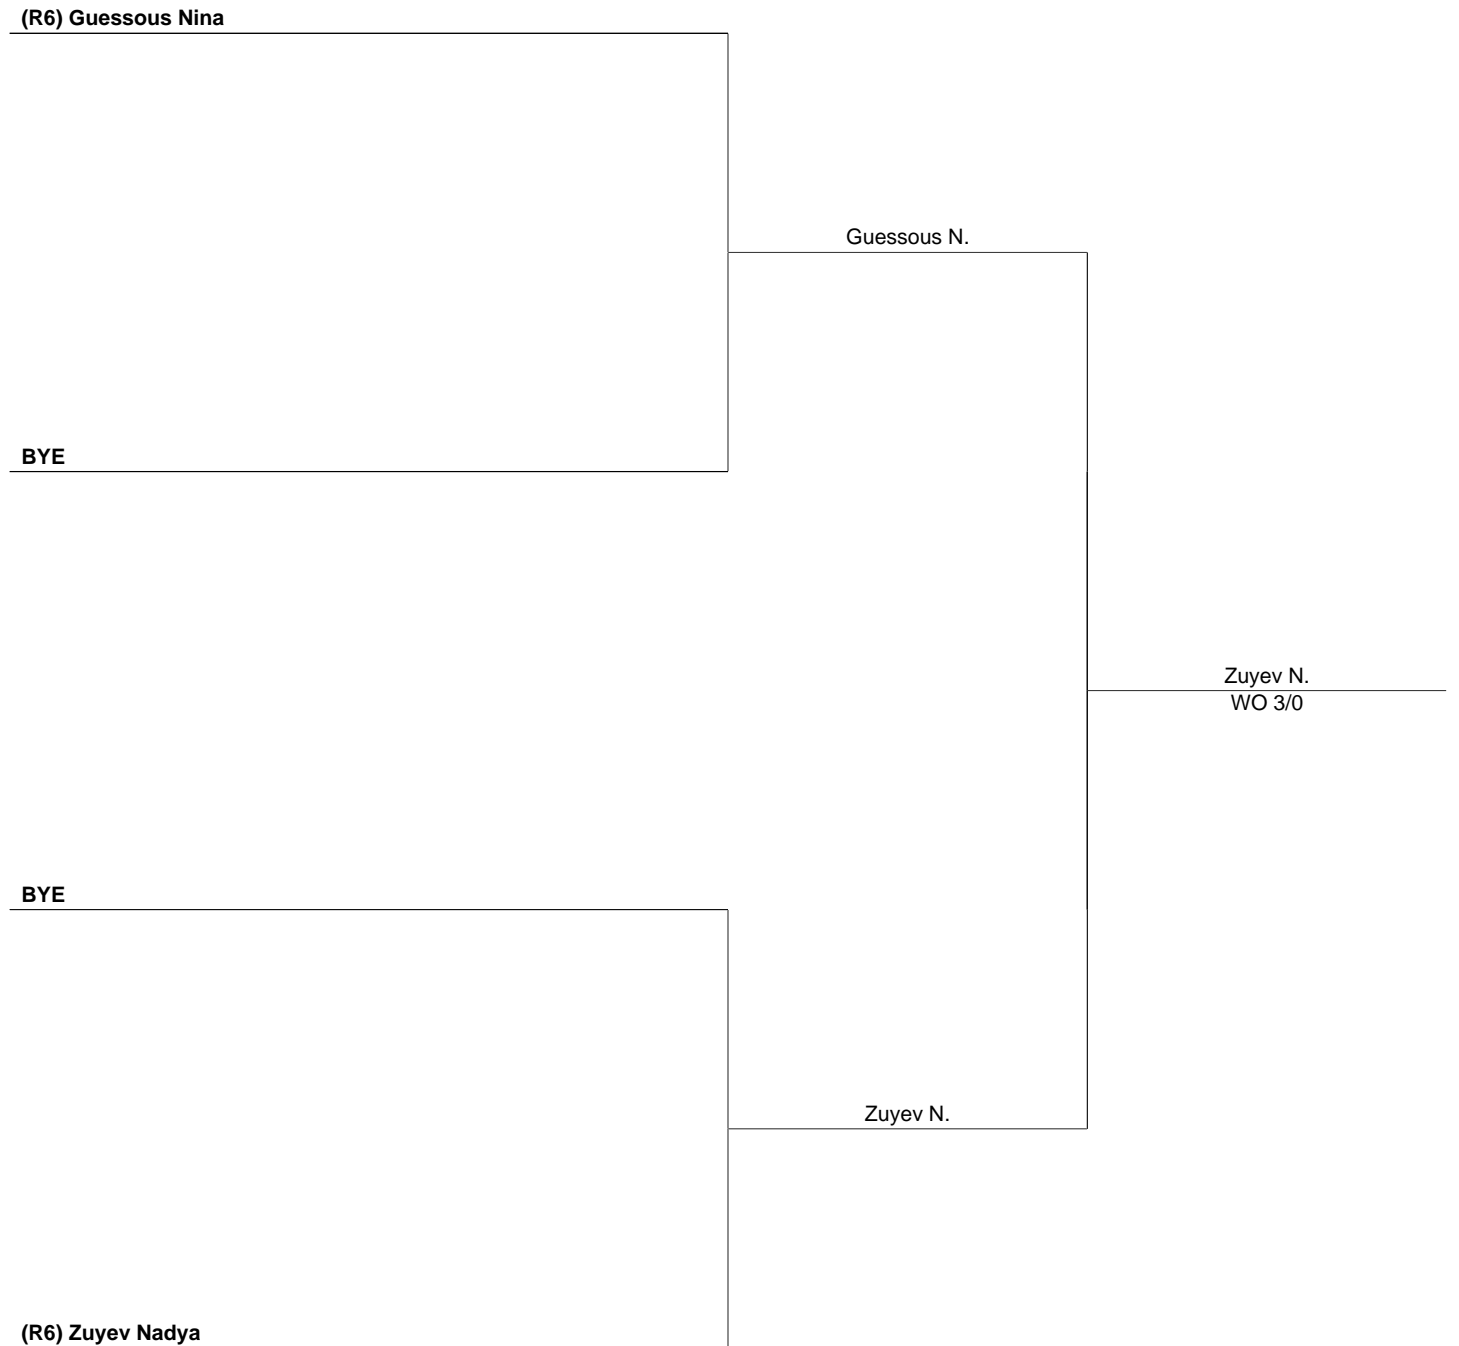 (R6) Guessous Nina
Guessous N.
BYE
Zuyev N.
WO 3/0
BYE
Zuyev N.
(R6) Zuyev Nadya